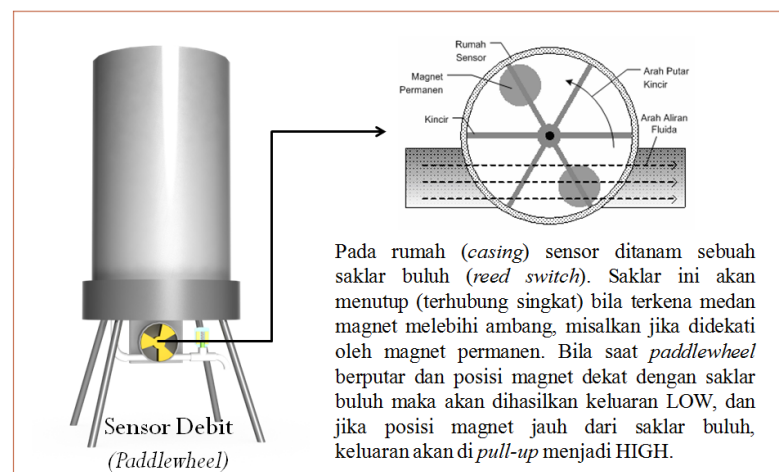 Rumah
Sensor
Magnet
Permanen
Kincir
Arah Putar
Kincir
Arah Aliran
Fluida
Pada rumah (casing) sensor ditanam sebuah
saklar buluh (reed switch). Saklar ini akan
menutup (terhubung singkat) bila terkena medan
magnet melebihi ambang, misalkan jika didekati
oleh magnet permanen. Bila saat paddlewheel
berputar dan posisi magnet dekat dengan saklar
buluh maka akan dihasilkan keluaran LOW, dan
jika posisi magnet jauh dari saklar buluh,
keluaran akan di pull-up menjadi HIGH.
Sensor Debit
(Paddlewheel)